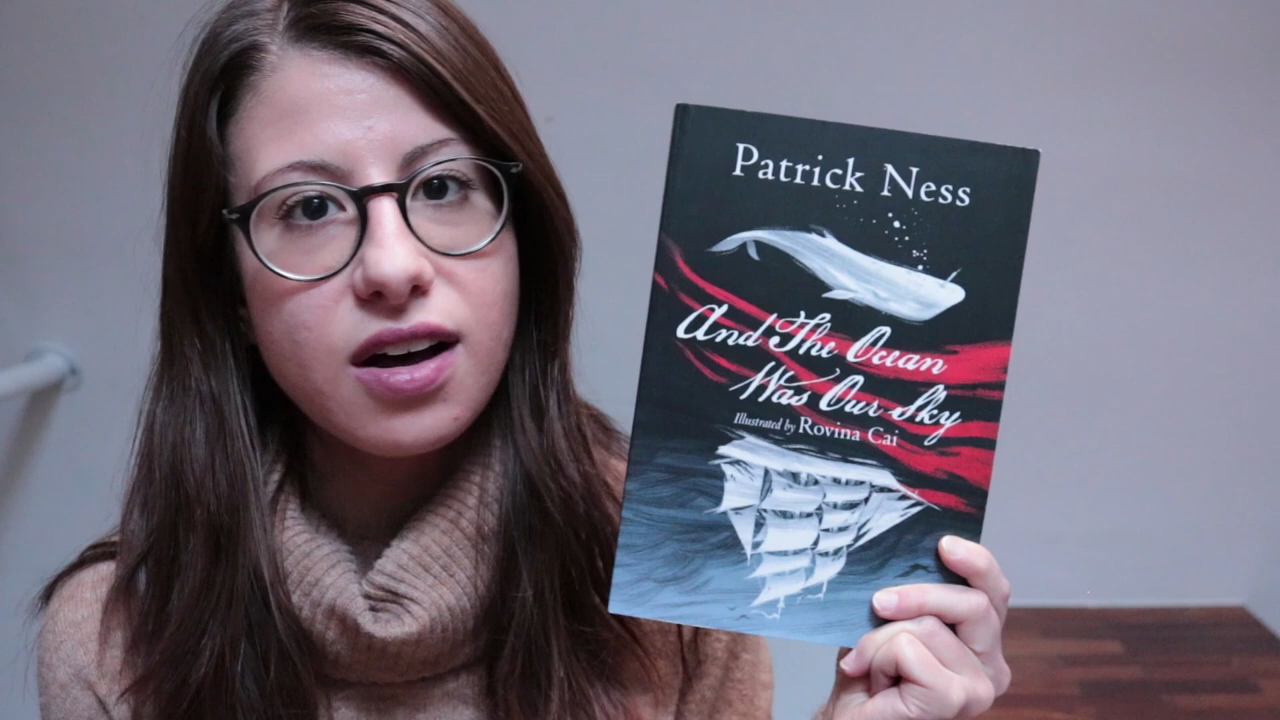 Patrick Ness
And The Ocean
Was Our Sky
Illustrated by Rovina Cai